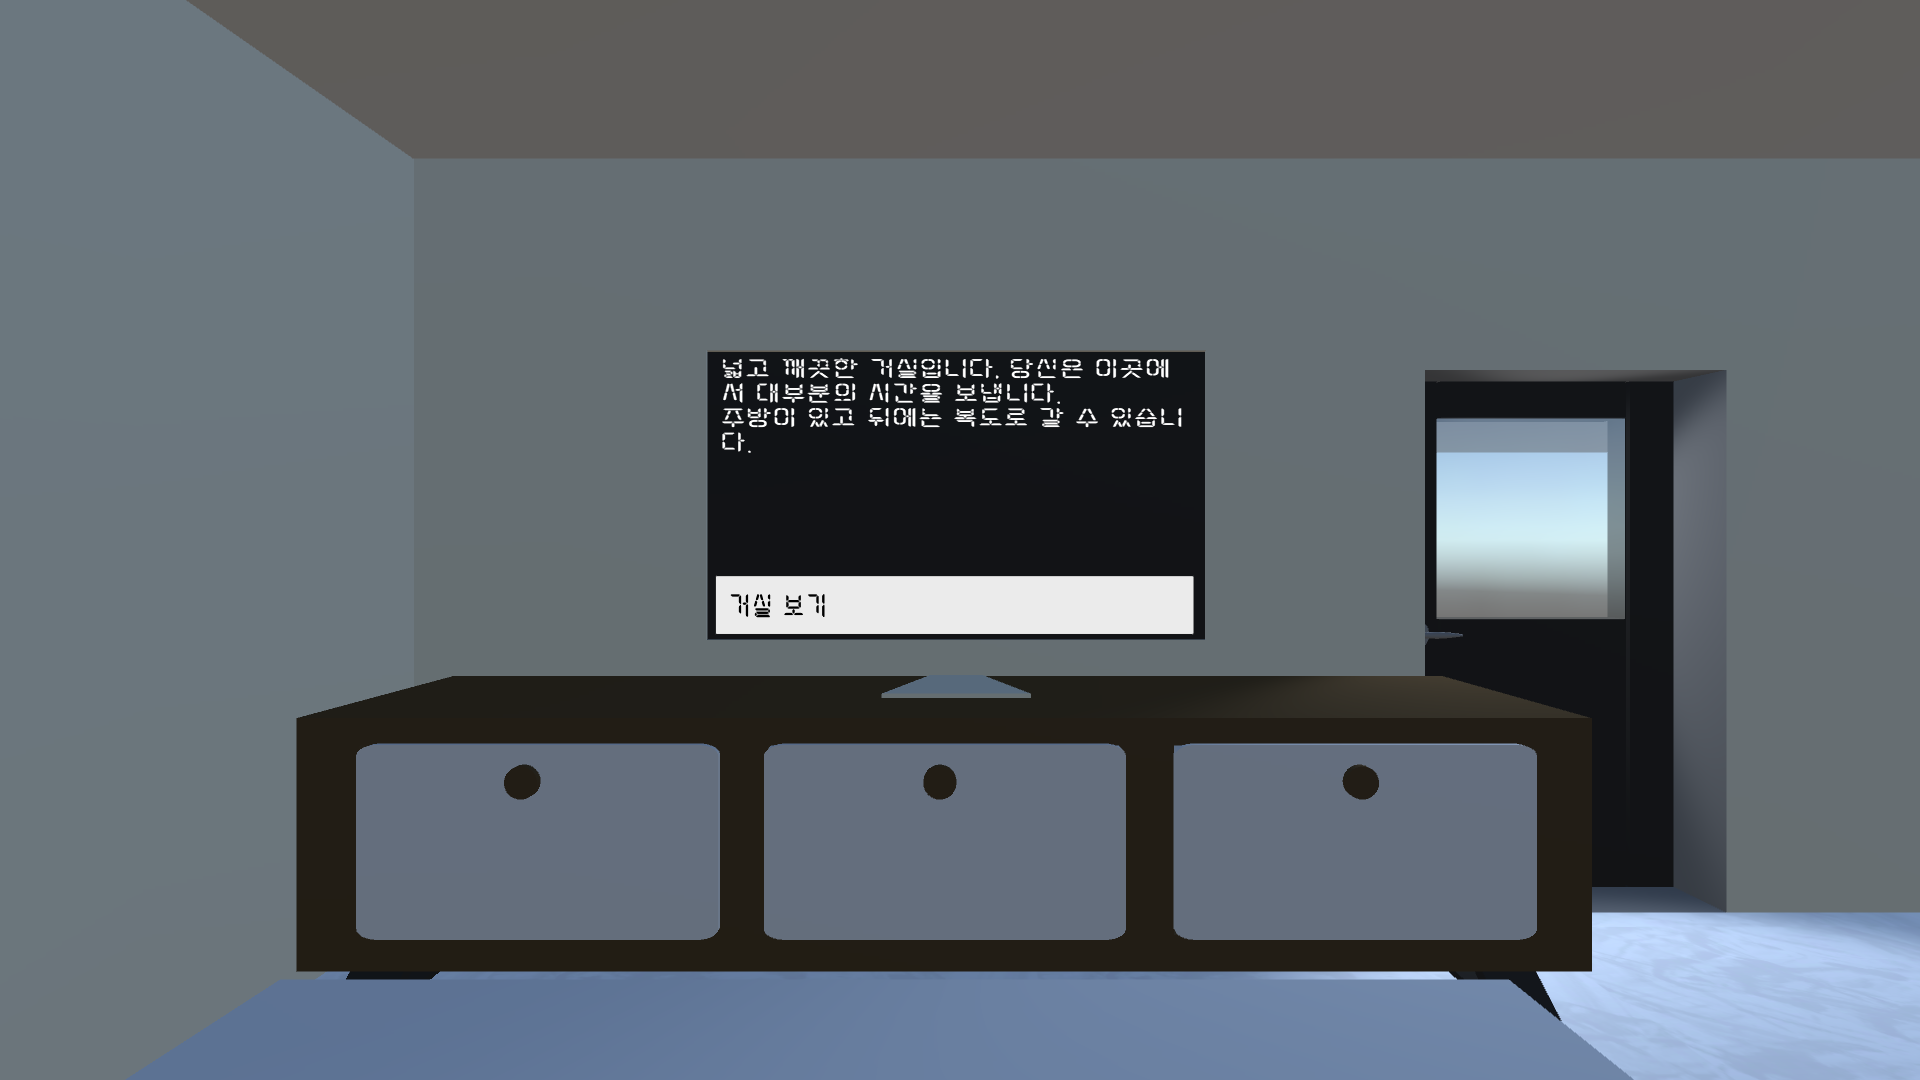 넓고 깨끗한 거실입니다. 당신은 이곳에
서 대부분의 시간을 보냅니다.
주방이 있고 뒤에는 복도로 갈 수 있습니
다.
거실 보기